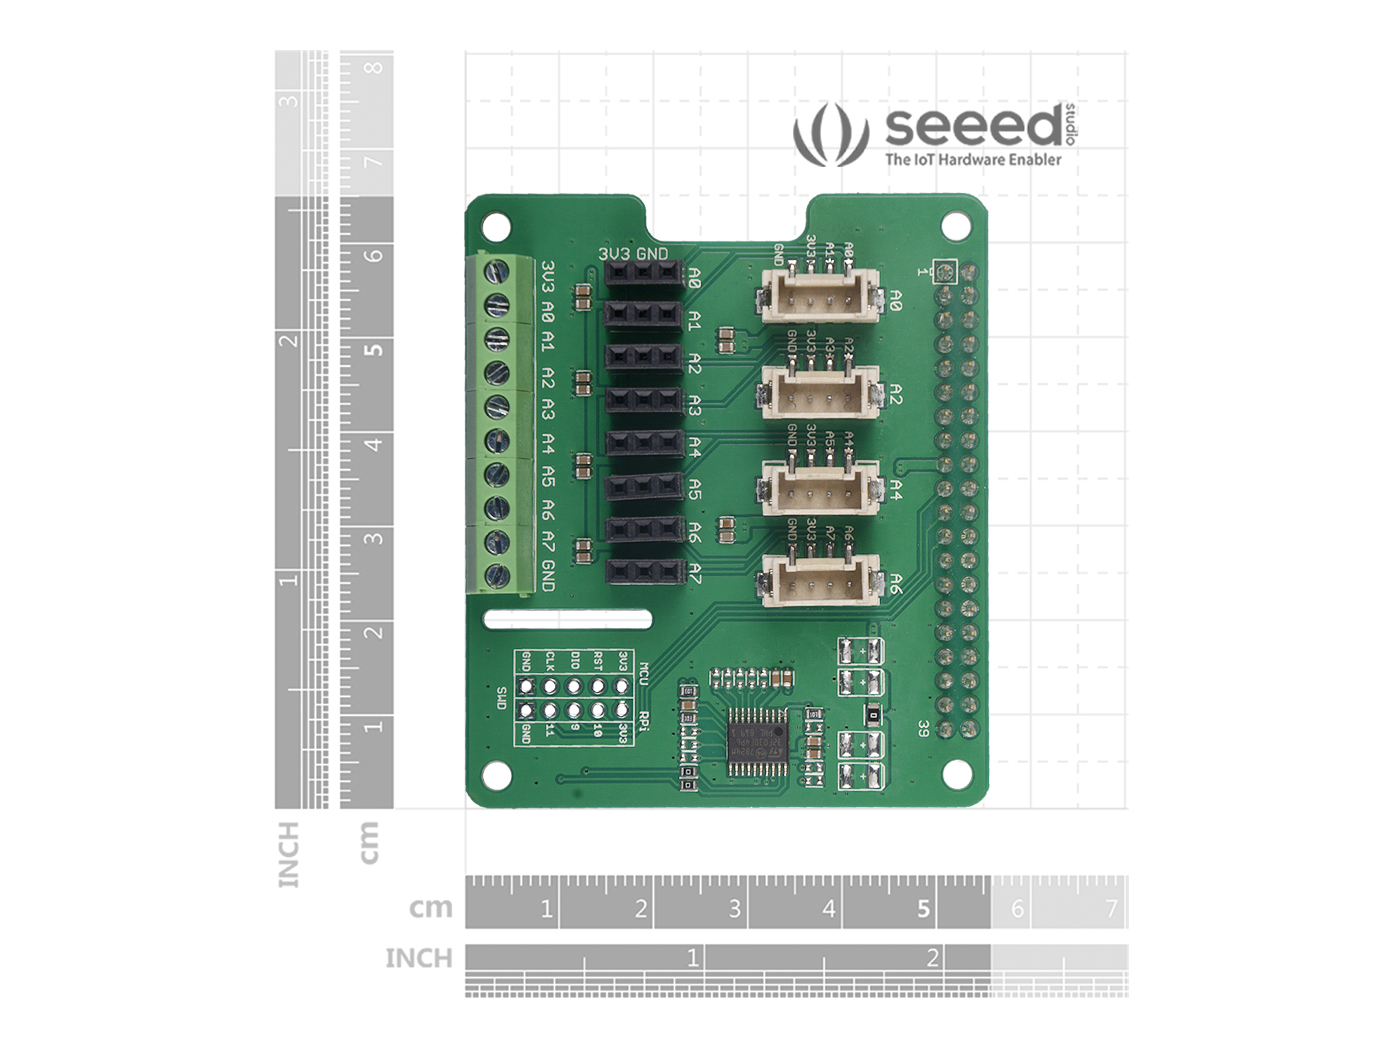 seeed
studio
The IoT Hardware Enabler
8
7
6
5
4
3
2
1
cm
3
2
1
INCH
3V3
A0
A1
A2
A3
A4
A5
A6
A7
GND
3V3 GND
A0
A1
A2
A3
A4
A5
A6
A7
GND 3V3 A1 A0
A0
GND 3V3 A3 A2
A2
GND 3V3 A5 A4
A4
GND 3V3 A7 A6
A6
1
39
GND CLK DIO RST 3V3
MCU
SWD
RPi
GND 11 9 10 3V3
cm
1 2 3 4 5 6 7
INCH
1 2